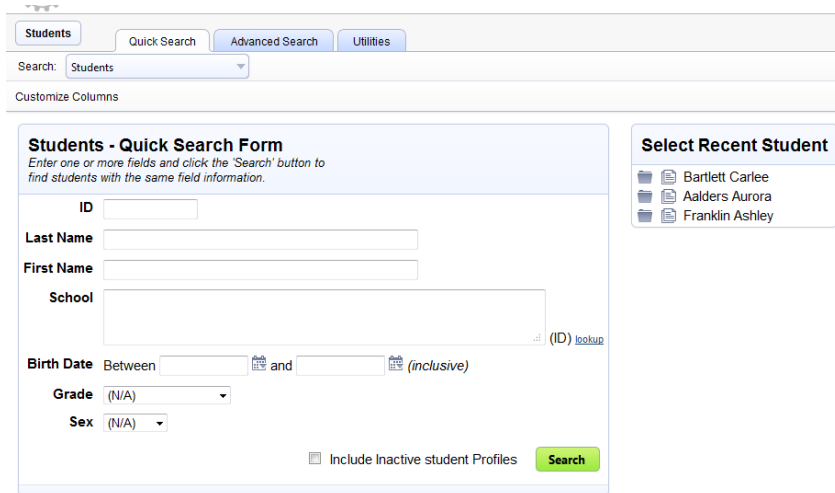 Students
Quick Search
Advanced Search
Utilities
Search: Students
Customize Columns
Students - Quick Search Form
Enter one or more fields and click the 'Search' button to
find students with the same field information.
ID
Last Name
First Name
School
(ID) lookup
Birth Date Between and (inclusive)
Grade (N/A)
Sex (N/A)
Include Inactive student Profiles Search
Select Recent Student
Bartlett Carlee
Aalders Aurora
Franklin Ashley